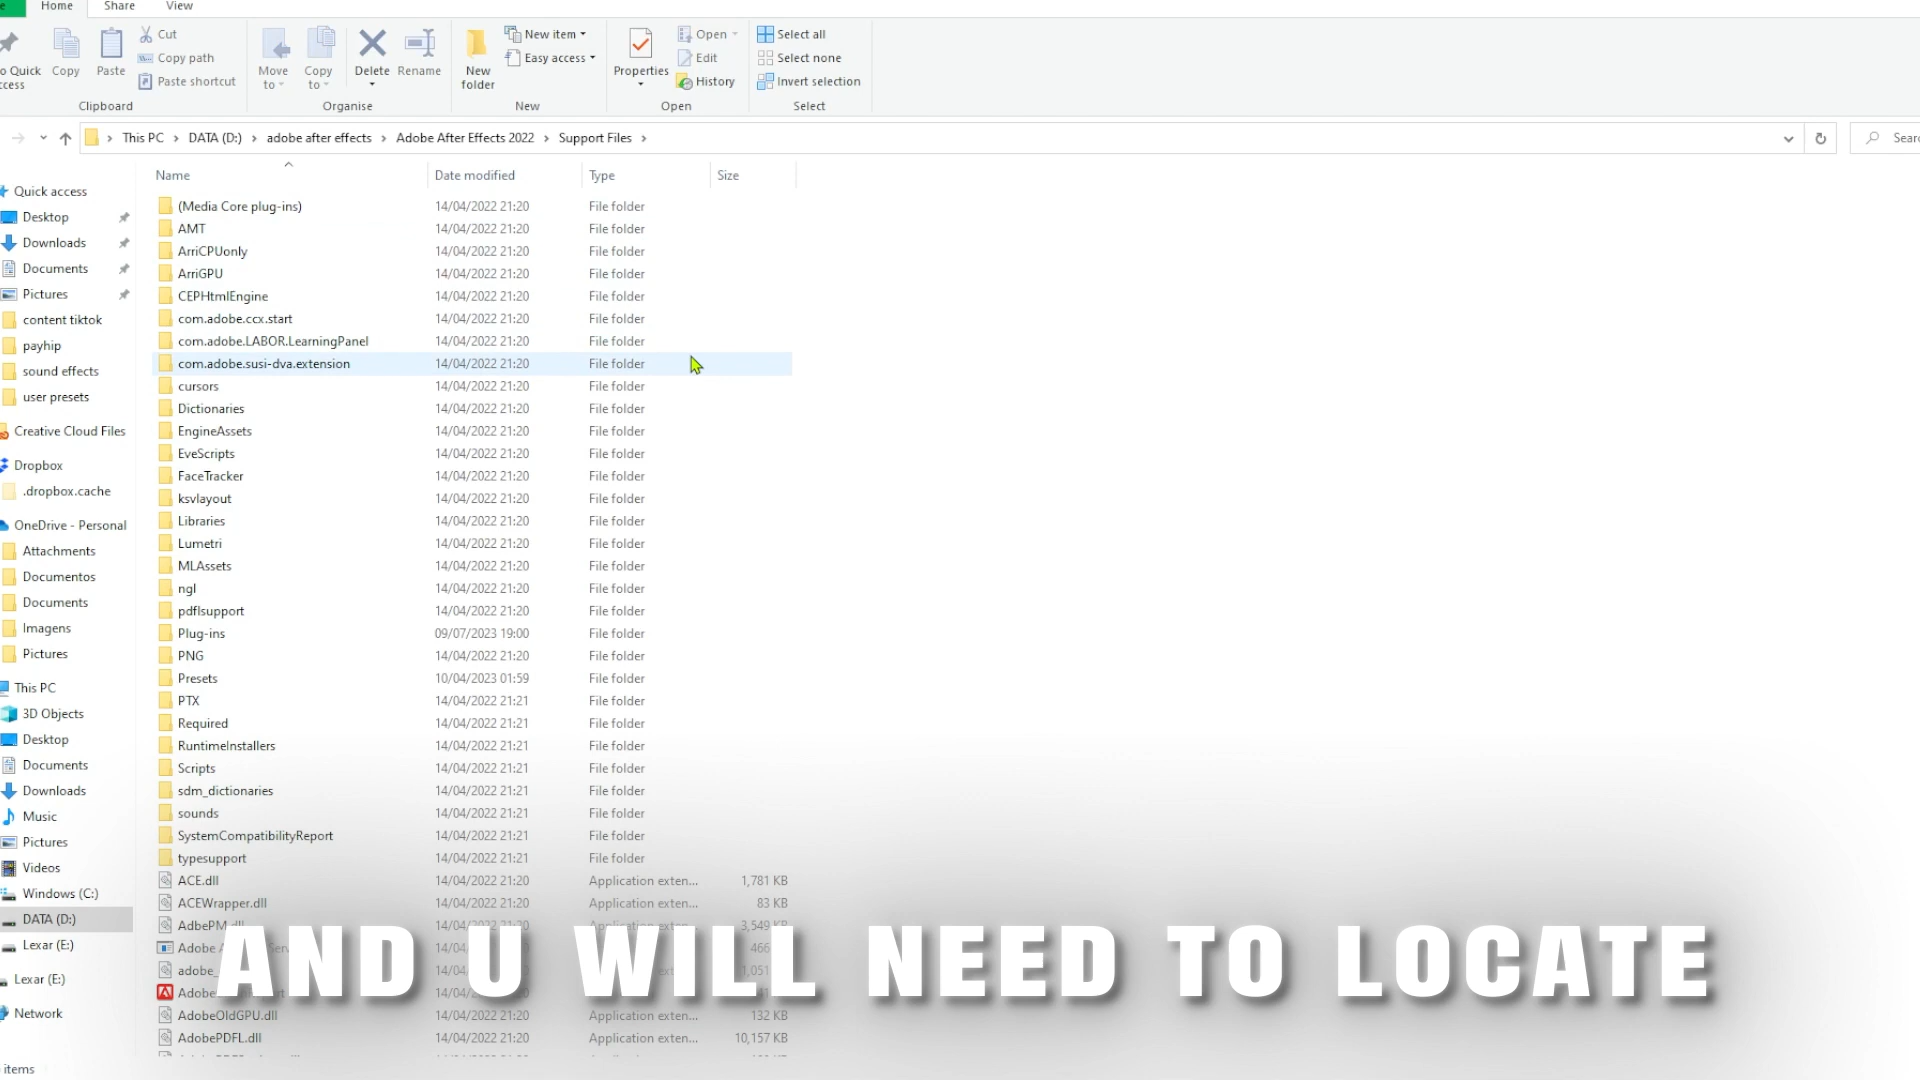 Home Share View
Cut
Copy path
Paste shortcut
Copy
Paste
Clipboard
Move to
Copy to
Delete
Rename
Organise
New folder
New item
Easy access
New
Properties
Open
Edit
History
Open
Select all
Select none
Invert selection
Select
This PC > DATA (D:) > adobe after effects > Adobe After Effects 2022 > Support Files >
Name Date modified Type Size
Quick access
Desktop
Downloads
Documents
Pictures
content tiktok
payhip
sound effects
user presets
Creative Cloud Files
Dropbox
.dropbox.cache
OneDrive - Personal
Attachments
Documentos
Documents
Imagens
Pictures
This PC
3D Objects
Desktop
Documents
Downloads
Music
Pictures
Videos
Windows (C:)
DATA (D:)
Lexar (E:)
Lexar (E:)
Network
items
(Media Core plug-ins) 14/04/2022 21:20 File folder
AMT 14/04/2022 21:20 File folder
ArriCPUonly 14/04/2022 21:20 File folder
ArriGPU 14/04/2022 21:20 File folder
CEPHtmlEngine 14/04/2022 21:20 File folder
com.adobe.ccx.start 14/04/2022 21:20 File folder
com.adobe.LABOR.LearningPanel 14/04/2022 21:20 File folder
com.adobe.susi-dva.extension 14/04/2022 21:20 File folder
cursors 14/04/2022 21:20 File folder
Dictionaries 14/04/2022 21:20 File folder
EngineAssets 14/04/2022 21:20 File folder
EveScripts 14/04/2022 21:20 File folder
FaceTracker 14/04/2022 21:20 File folder
ksvlayout 14/04/2022 21:20 File folder
Libraries 14/04/2022 21:20 File folder
Lumetri 14/04/2022 21:20 File folder
MLAssets 14/04/2022 21:20 File folder
ngl 14/04/2022 21:20 File folder
pdflsupport 14/04/2022 21:20 File folder
Plug-ins 09/07/2023 19:00 File folder
PNG 14/04/2022 21:20 File folder
Presets 10/04/2023 01:59 File folder
PTX 14/04/2022 21:21 File folder
Required 14/04/2022 21:21 File folder
RuntimeInstallers 14/04/2022 21:21 File folder
Scripts 14/04/2022 21:21 File folder
sdm_dictionaries 14/04/2022 21:21 File folder
sounds 14/04/2022 21:21 File folder
SystemCompatibilityReport 14/04/2022 21:21 File folder
typesupport 14/04/2022 21:21 File folder
ACE.dll 14/04/2022 21:20 Application exten... 1,781 KB
ACEWrapper.dll 14/04/2022 21:20 Application exten... 83 KB
AdbePM.dll 14/04/2022 21:20 Application exten... 3,549 KB
AdobeOldGPU.dll 14/04/2022 21:20 Application exten... 132 KB
AdobePDFL.dll 14/04/2022 21:20 Application exten... 10,157 KB
AND U WILL NEED TO LOCATE